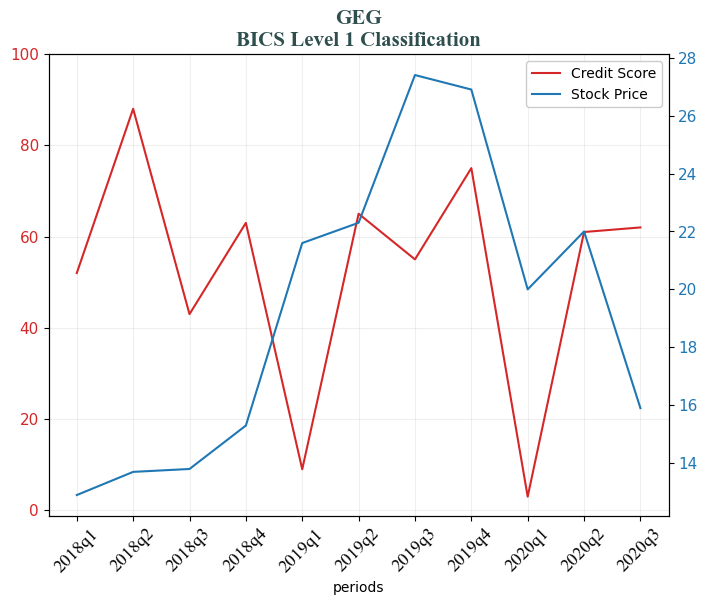 GEG
BICS Level 1 Classification
Credit Score
Stock Price
100
80
60
40
20
0
28
26
24
22
20
18
16
14
2018q1
2018q2
2018q3
2018q4
2019q1
2019q2
2019q3
2019q4
2020q1
2020q2
2020q3
periods